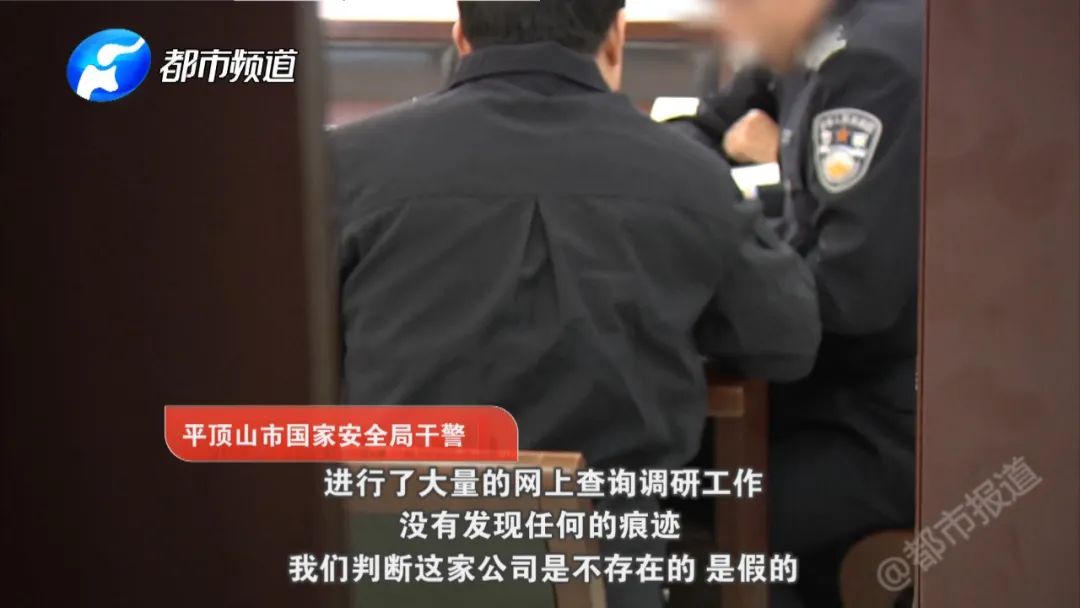 都市频道
平顶山市国家安全局干警
进行了大量的网上查询调研工作
没有发现任何的痕迹
我们判断这家公司是不存在的 是假的
@都市报道